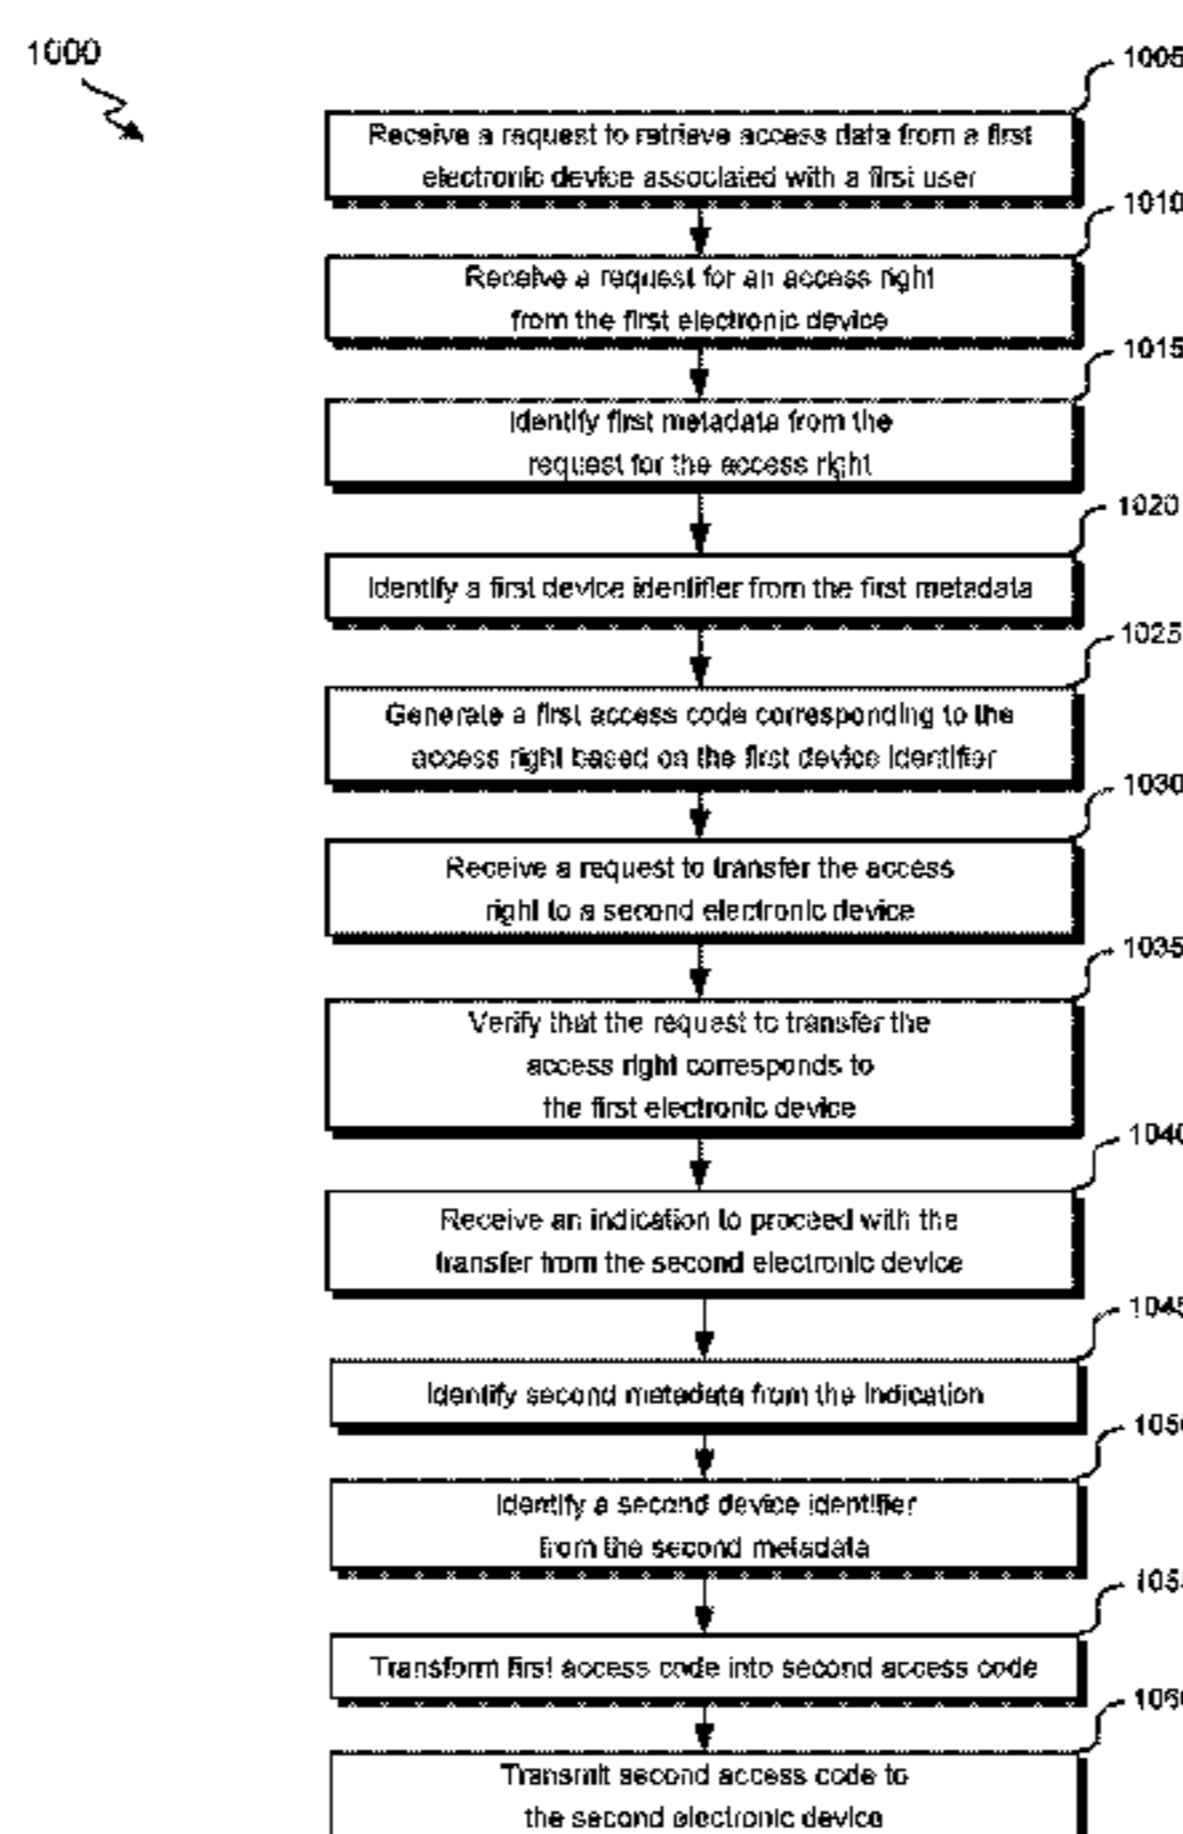 1000
1005
Receive a request to retrieve access data from a first
electronic device associated with a first user
1010
Receive a request for an access right
from the first electronic device
1015
Identify first metadata from the
request for the access right
1020
Identify a first device identifier from the first metadata
1025
Generate a first access code corresponding to the
access right based on the first device identifier
1030
Receive a request to transfer the access
right to a second electronic device
1035
Verify that the request to transfer the
access right corresponds to
the first electronic device
1040
Receive an indication to proceed with the
transfer from the second electronic device
1045
Identify second metadata from the indication
1050
Identify a second device identifier
from the second metadata
1055
Transform first access code into second access code
1060
Transmit second access code to
the second electronic device